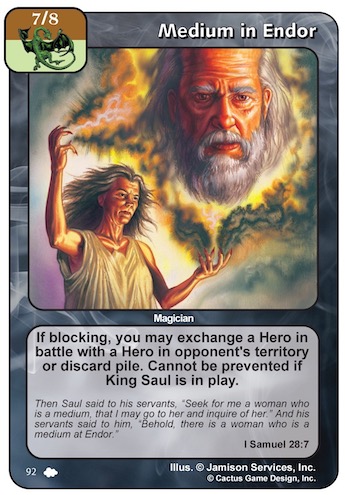 7/8
Medium in Endor
Magician
If blocking, you may exchange a Hero in
battle with a Hero in opponent's territory
or discard pile. Cannot be prevented if
King Saul is in play.
Then Saul said to his servants, "Seek for me a woman who
is a medium, that I may go to her and inquire of her." And his
servants said to him, "Behold, there is a woman who is a
medium at Endor."
I Samuel 28:7
92
Illus. © Jamison Services, Inc.
© Cactus Game Design, Inc.